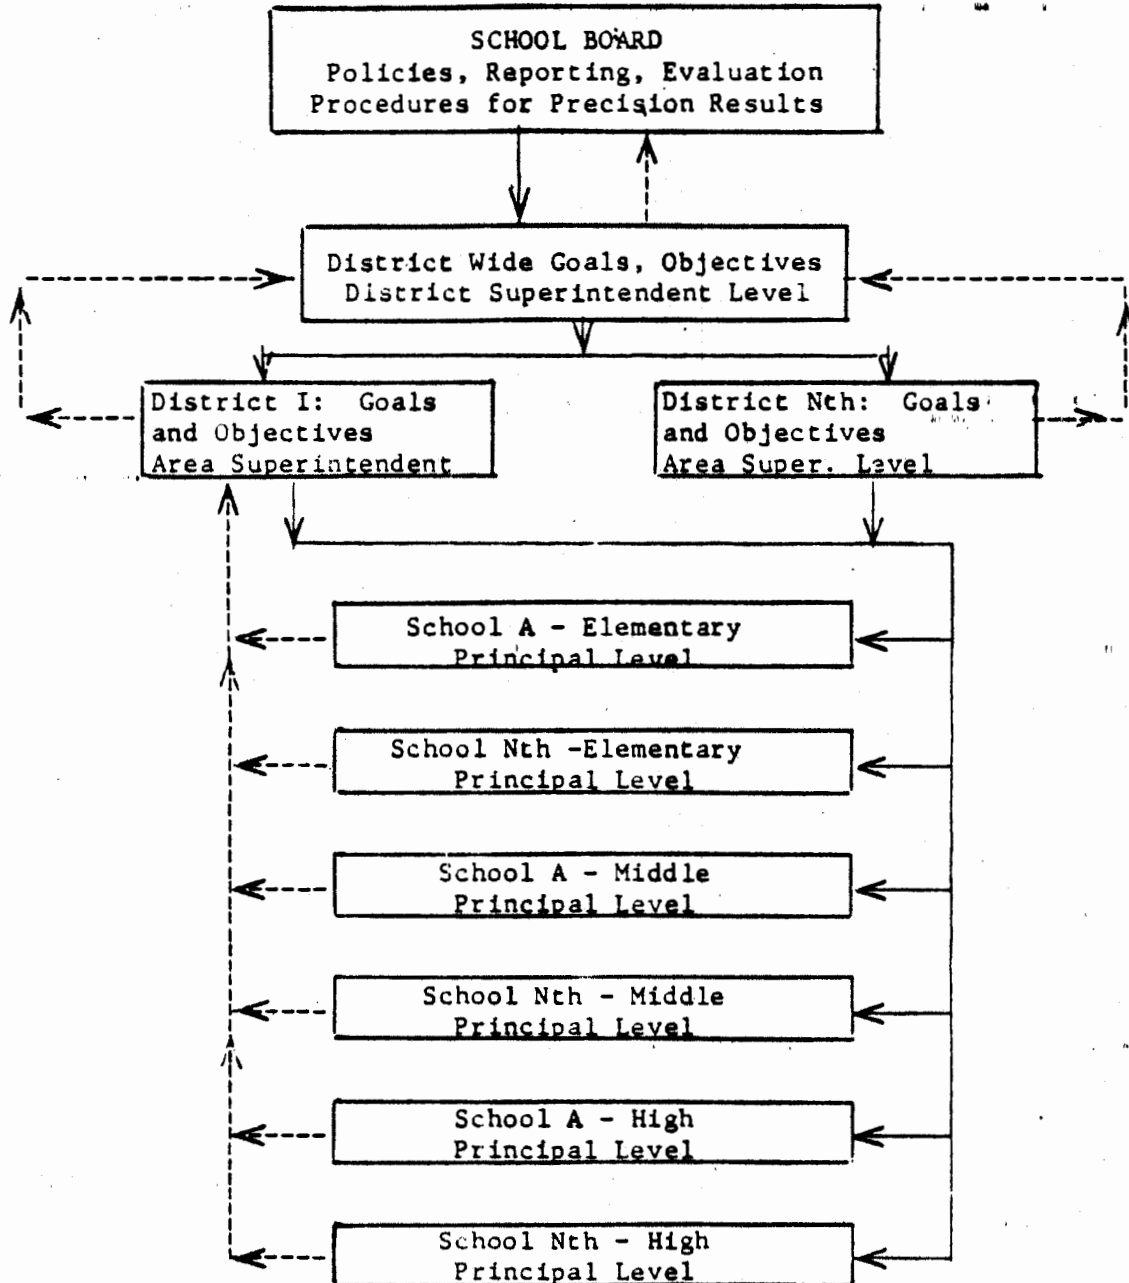 SCHOOL BOARD
Policies, Reporting, Evaluation
Procedures for Precision Results
District Wide Goals, Objectives
District Superintendent Level
District I: Goals
and Objectives
Area Superintendent
District Nth: Goals
and Objectives
Area Super. Level
School A - Elementary
Principal Level
School Nth -Elementary
Principal Level
School A - Middle
Principal Level
School Nth - Middle
Principal Level
School A - High
Principal Level
School Nth - High
Principal Level